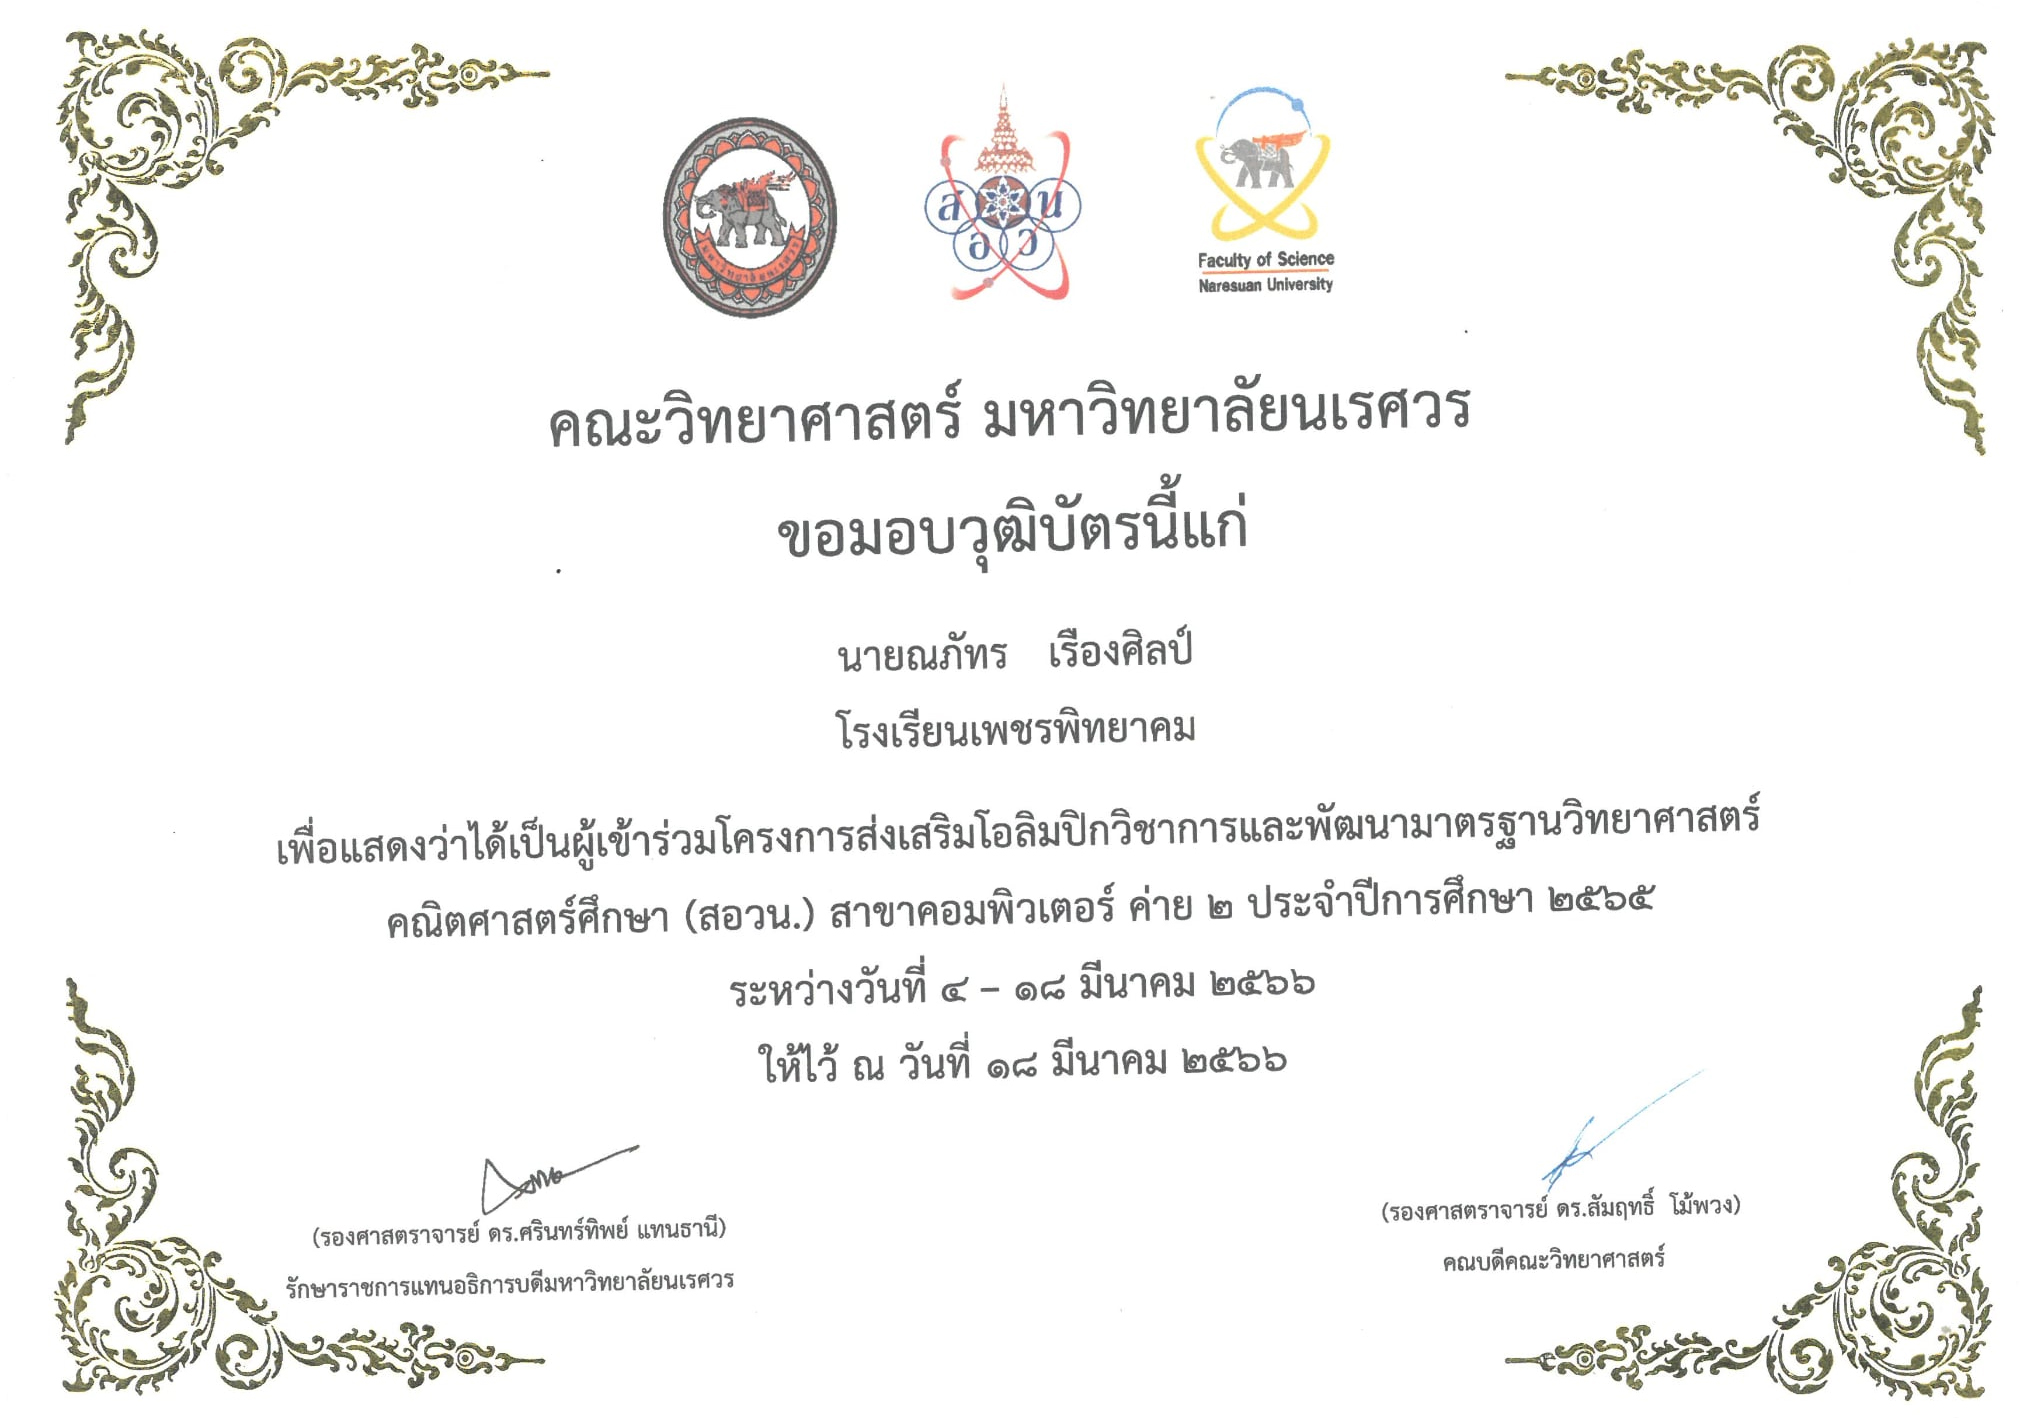 มหาวิทยาลัยนเรศวร
ส อ ว น
Faculty of Science
Naresuan University
คณะวิทยาศาสตร์ มหาวิทยาลัยนเรศวร
ขอมอบวุฒิบัตรนี้แก่
นายณภัทร เรืองศิลป์
โรงเรียนเพชรพิทยาคม
เพื่อแสดงว่าได้เป็นผู้เข้าร่วมโครงการส่งเสริมโอลิมปิกวิชาการและพัฒนามาตรฐานวิทยาศาสตร์
คณิตศาสตร์ศึกษา (สอวน.) สาขาคอมพิวเตอร์ ค่าย ๒ ประจำปีการศึกษา ๒๕๖๕
ระหว่างวันที่ ๔ – ๑๘ มีนาคม ๒๕๖๖
ให้ไว้ ณ วันที่ ๑๘ มีนาคม ๒๕๖๖
(รองศาสตราจารย์ ดร.ศรินทร์ทิพย์ แทนธานี)
รักษาราชการแทนอธิการบดีมหาวิทยาลัยนเรศวร
(รองศาสตราจารย์ ดร.สัมฤทธิ์ โม้พวง)
คณบดีคณะวิทยาศาสตร์